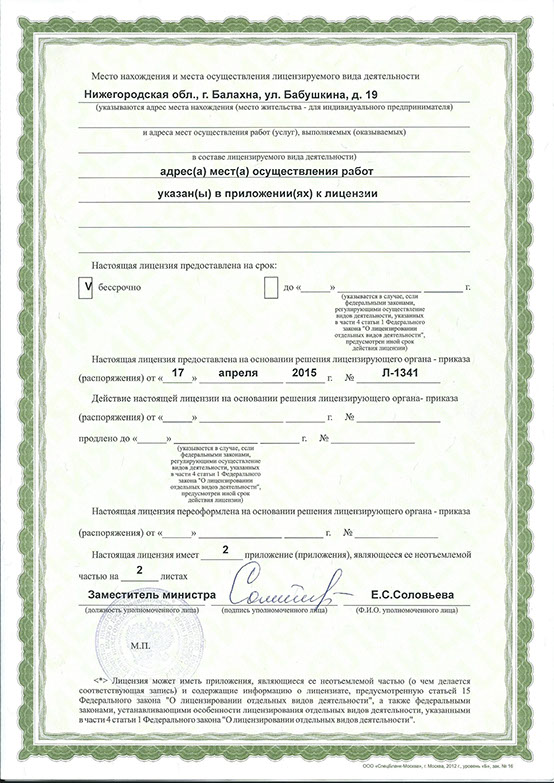 Место нахождения и места осуществления лицензируемого вида деятельности
Нижегородская обл., г. Балахна, ул. Бабушкина, д. 19
(указываются адрес места нахождения (место жительства - для индивидуального предпринимателя)
и адреса мест осуществления работ (услуг), выполняемых (оказываемых)
в составе лицензируемого вида деятельности)
адрес(а) мест(а) осуществления работ
указан(ы) в приложении(ях) к лицензии
Настоящая лицензия предоставлена на срок:
V бессрочно до «_____» _______________ _______ г.
(указывается в случае, если
федеральными законами,
регулирующими осуществление
видов деятельности, указанных
в части 4 статьи 1 Федерального
закона "О лицензировании
отдельных видов деятельности",
предусмотрен иной срок
действия лицензии)
Настоящая лицензия предоставлена на основании решения лицензирующего органа - приказа
(распоряжения) от « 17 » апреля 2015 г. № Л-1341
Действие настоящей лицензии на основании решения лицензирующего органа- приказа
(распоряжения) от «_____» _______________ _______ г. № _______________
продлено до «_____» _______________ _______ г. № _______________
(указывается в случае, если
федеральными законами,
регулирующими осуществление
видов деятельности, указанных
в части 4 статьи 1 Федерального
закона "О лицензировании
отдельных видов деятельности",
предусмотрен иной срок
действия лицензии)
Настоящая лицензия переоформлена на основании решения лицензирующего органа - приказа
(распоряжения) от «_____» _______________ _______ г. № _______________
Настоящая лицензия имеет 2 приложение (приложения), являющееся ее неотъемлемой
частью на 2 листах
Заместитель министра Е.С.Соловьева
(должность уполномоченного лица) (подпись уполномоченного лица) (Ф.И.О. уполномоченного лица)
М.П.
<*> Лицензия может иметь приложения, являющиеся ее неотъемлемой частью (о чем делается
соответствующая запись) и содержащие информацию о лицензиате, предусмотренную статьей 15
Федерального закона "О лицензировании отдельных видов деятельности", а также федеральными
законами, устанавливающими особенности лицензирования отдельных видов деятельности, указанными
в части 4 статьи 1 Федерального закона "О лицензировании отдельных видов деятельности".
ООО «СпецБланк-Москва», г. Москва, 2012 г., уровень «Б», зак. № 16